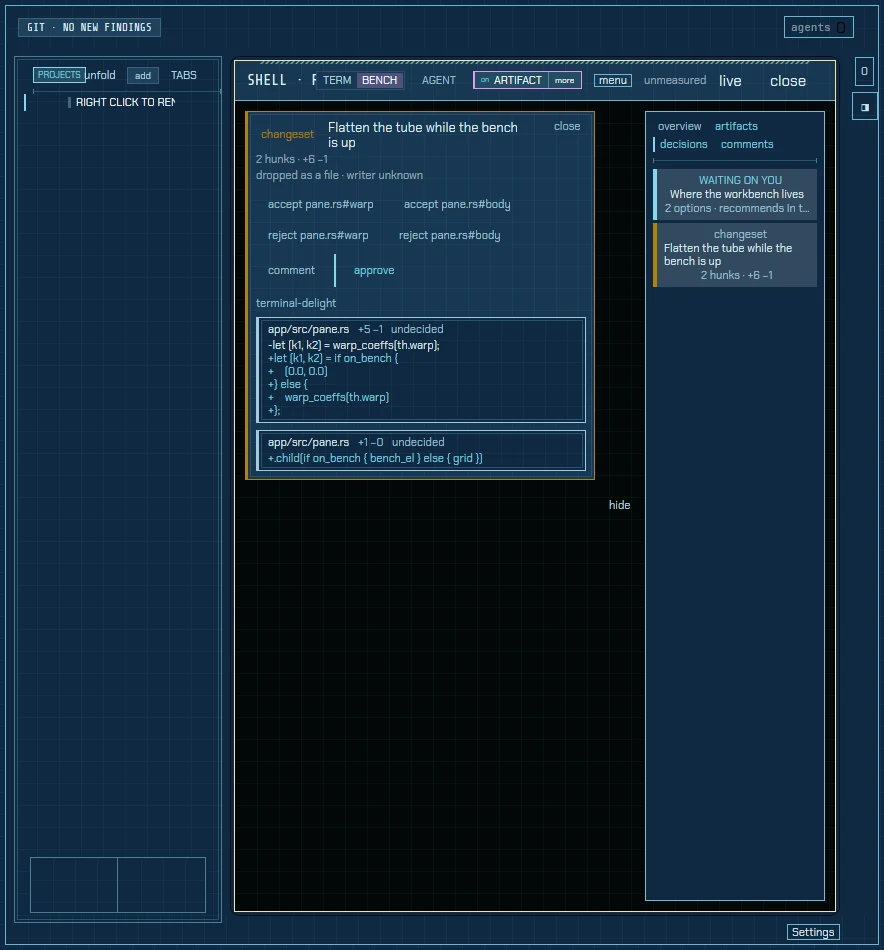 GIT · NO NEW FINDINGS
agents
PROJECTS unfold add TABS
RIGHT CLICK TO REN
SHELL · F TERM BENCH AGENT on ARTIFACT more menu unmeasured live close
changeset Flatten the tube while the bench is up close
2 hunks · +6 −1
dropped as a file · writer unknown
accept pane.rs#warp accept pane.rs#body
reject pane.rs#warp reject pane.rs#body
comment approve
terminal-delight
app/src/pane.rs +5 −1 undecided
-let (k1, k2) = warp_coeffs(th.warp);
+let (k1, k2) = if on_bench {
+ (0.0, 0.0)
+} else {
+ warp_coeffs(th.warp)
+};
app/src/pane.rs +1 −0 undecided
+.child(if on_bench { bench_el } else { grid })
hide
overview artifacts
decisions comments
WAITING ON YOU
Where the workbench lives
2 options · recommends In t...
changeset
Flatten the tube while the
bench is up
2 hunks · +6 −1
Settings